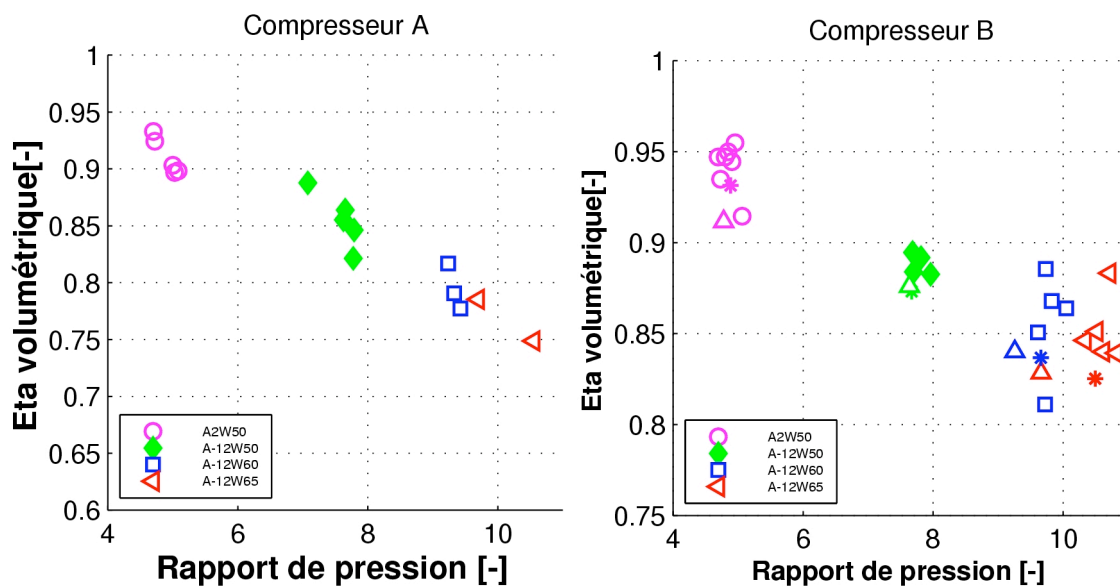 Compresseur A
Eta volumétrique[-]
1
0.95
0.9
0.85
0.8
0.75
0.7
0.65
0.6
A2W50
A-12W50
A-12W60
A-12W65
4 6 8 10
Rapport de pression [-]
Compresseur B
Eta volumétrique[-]
1
0.95
0.9
0.85
0.8
0.75
A2W50
A-12W50
A-12W60
A-12W65
4 6 8 10
Rapport de pression [-]